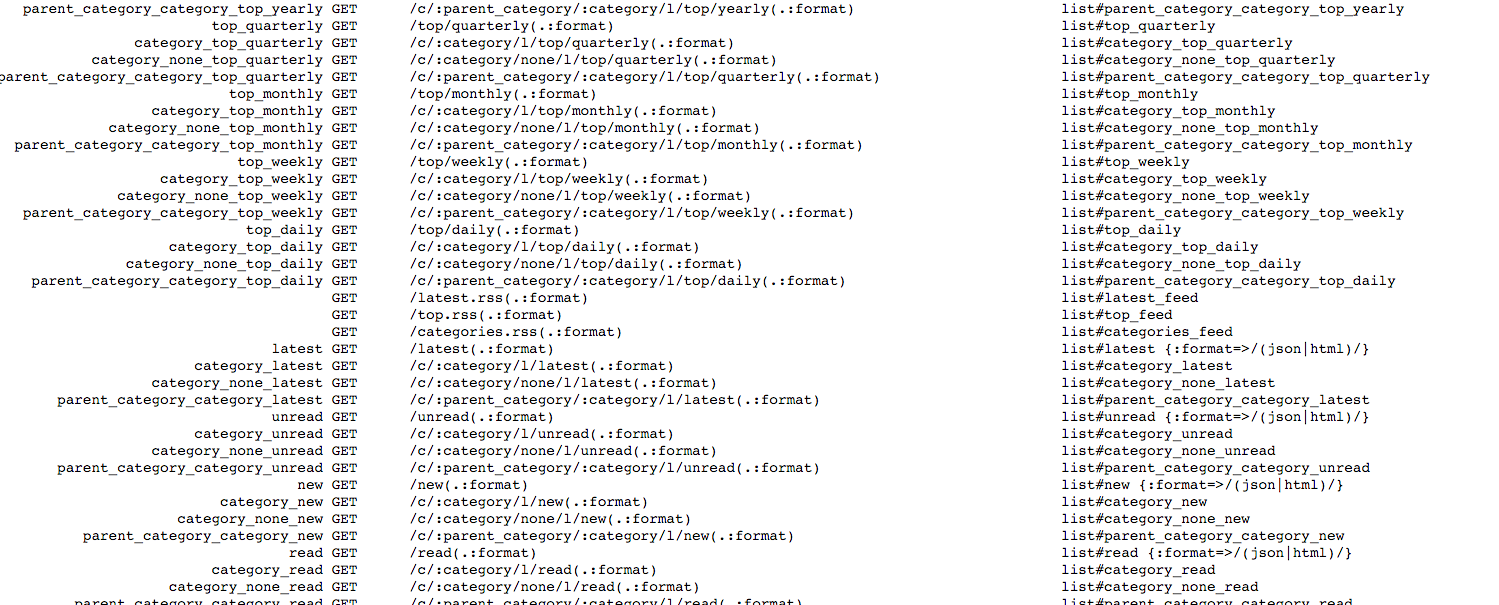 parent_category_category_top_yearly GET /c/:parent_category/:category/l/top/yearly(.:format) list#parent_category_category_top_yearly
top_quarterly GET /top/quarterly(.:format) list#top_quarterly
category_top_quarterly GET /c/:category/l/top/quarterly(.:format) list#category_top_quarterly
category_none_top_quarterly GET /c/:category/none/l/top/quarterly(.:format) list#category_none_top_quarterly
parent_category_category_top_quarterly GET /c/:parent_category/:category/l/top/quarterly(.:format) list#parent_category_category_top_quarterly
top_monthly GET /top/monthly(.:format) list#top_monthly
category_top_monthly GET /c/:category/l/top/monthly(.:format) list#category_top_monthly
category_none_top_monthly GET /c/:category/none/l/top/monthly(.:format) list#category_none_top_monthly
parent_category_category_top_monthly GET /c/:parent_category/:category/l/top/monthly(.:format) list#parent_category_category_top_monthly
top_weekly GET /top/weekly(.:format) list#top_weekly
category_top_weekly GET /c/:category/l/top/weekly(.:format) list#category_top_weekly
category_none_top_weekly GET /c/:category/none/l/top/weekly(.:format) list#category_none_top_weekly
parent_category_category_top_weekly GET /c/:parent_category/:category/l/top/weekly(.:format) list#parent_category_category_top_weekly
top_daily GET /top/daily(.:format) list#top_daily
category_top_daily GET /c/:category/l/top/daily(.:format) list#category_top_daily
category_none_top_daily GET /c/:category/none/l/top/daily(.:format) list#category_none_top_daily
parent_category_category_top_daily GET /c/:parent_category/:category/l/top/daily(.:format) list#parent_category_category_top_daily
GET /latest.rss(.:format) list#latest_feed
GET /top.rss(.:format) list#top_feed
GET /categories.rss(.:format) list#categories_feed
latest GET /latest(.:format) list#latest {:format=>/(json|html)/}
category_latest GET /c/:category/l/latest(.:format) list#category_latest
category_none_latest GET /c/:category/none/l/latest(.:format) list#category_none_latest
parent_category_category_latest GET /c/:parent_category/:category/l/latest(.:format) list#parent_category_category_latest
unread GET /unread(.:format) list#unread {:format=>/(json|html)/}
category_unread GET /c/:category/l/unread(.:format) list#category_unread
category_none_unread GET /c/:category/none/l/unread(.:format) list#category_none_unread
parent_category_category_unread GET /c/:parent_category/:category/l/unread(.:format) list#parent_category_category_unread
new GET /new(.:format) list#new {:format=>/(json|html)/}
category_new GET /c/:category/l/new(.:format) list#category_new
category_none_new GET /c/:category/none/l/new(.:format) list#category_none_new
parent_category_category_new GET /c/:parent_category/:category/l/new(.:format) list#parent_category_category_new
read GET /read(.:format) list#read {:format=>/(json|html)/}
category_read GET /c/:category/l/read(.:format) list#category_read
category_none_read GET /c/:category/none/l/read(.:format) list#category_none_read
parent_category_category_read GET /c/:parent_category/:category/l/read(.:format) list#parent_category_category_read